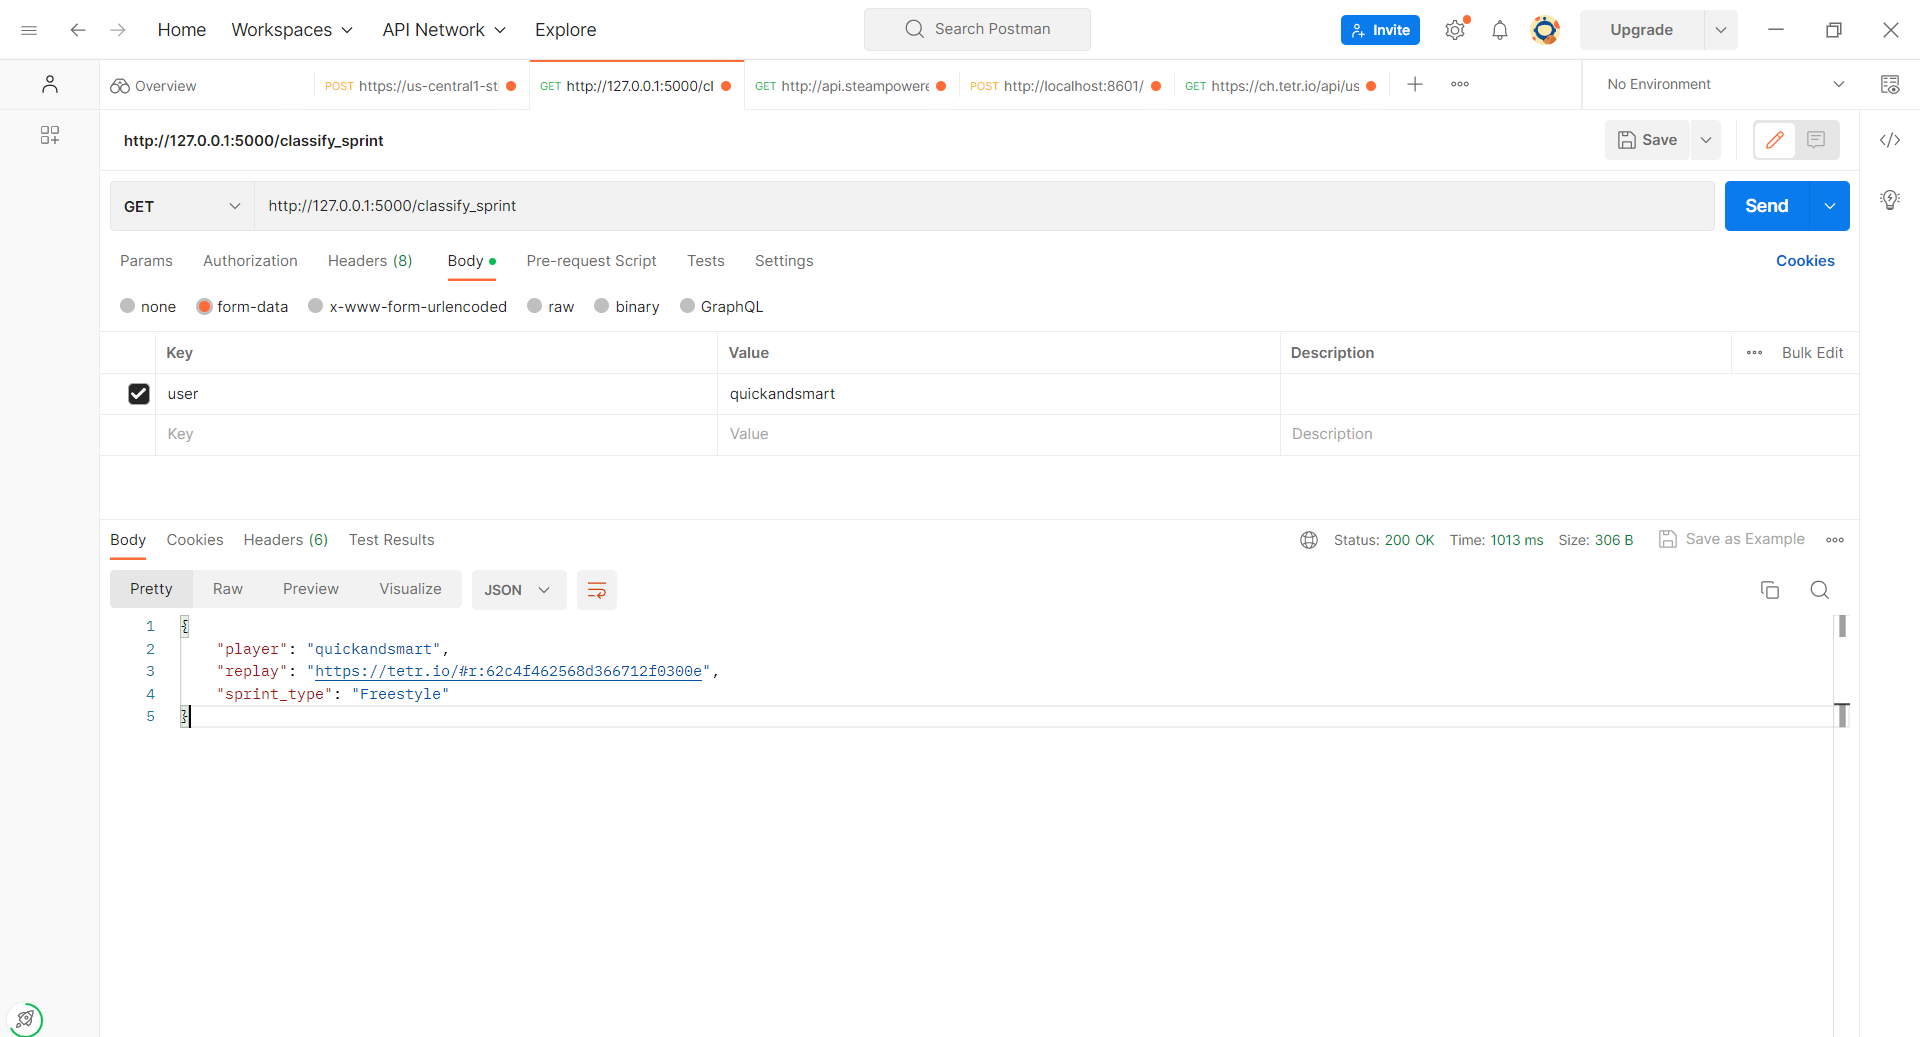 Home Workspaces API Network Explore Search Postman Invite Upgrade
Overview POST https://us-central1-st GET http://127.0.0.1:5000/cl GET http://api.steampowere POST http://localhost:8601/ GET https://ch.tetr.io/api/us No Environment
http://127.0.0.1:5000/classify_sprint Save
GET http://127.0.0.1:5000/classify_sprint Send
Params Authorization Headers (8) Body Pre-request Script Tests Settings Cookies
none form-data x-www-form-urlencoded raw binary GraphQL
Key Value Description Bulk Edit
user quickandsmart
Key Value Description
Body Cookies Headers (6) Test Results Status: 200 OK Time: 1013 ms Size: 306 B Save as Example
Pretty Raw Preview Visualize JSON
1 {
2 "player": "quickandsmart",
3 "replay": "https://tetr.io/#r:62c4f462568d366712f0300e",
4 "sprint_type": "Freestyle"
5 }